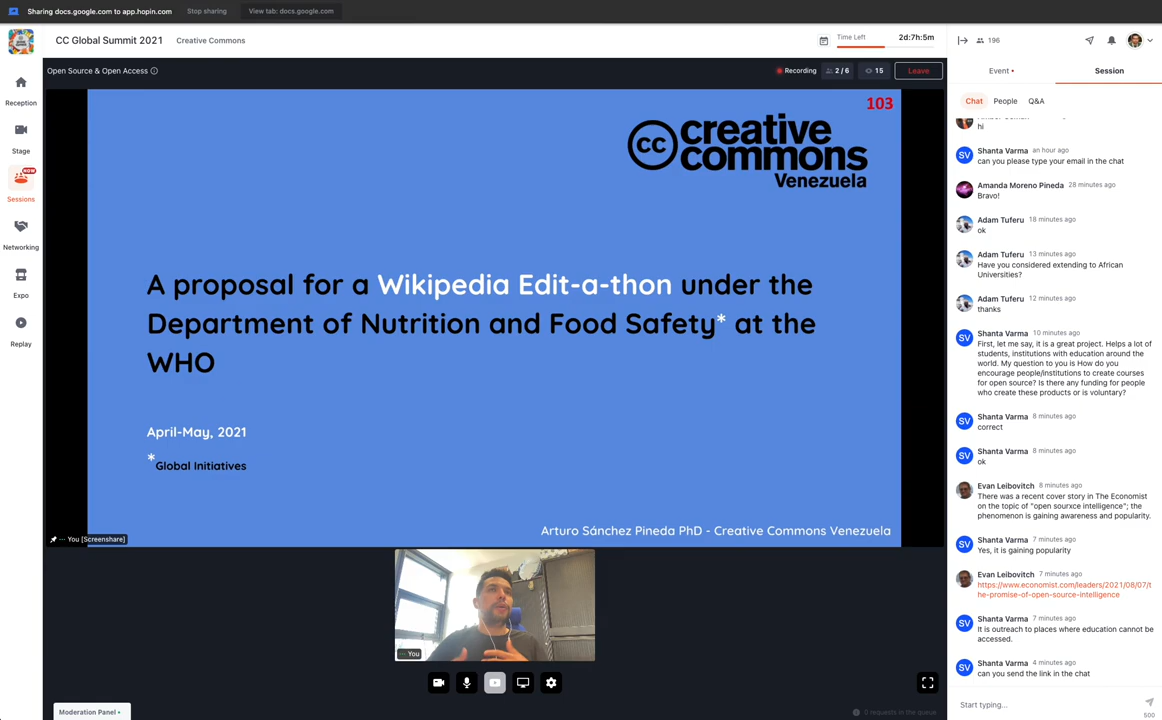 Sharing docs.google.com to app.hopin.com
Stop sharing
View tab: docs.google.com
CC Global Summit 2021
Creative Commons
Time Left
2d:7h:5m
196
Reception
Stage
NOW
Sessions
Networking
Expo
Replay
Open Source & Open Access
Recording
2 / 6
15
Leave
103
cc creative
commons
Venezuela
A proposal for a Wikipedia Edit-a-thon under the
Department of Nutrition and Food Safety* at the
WHO
April-May, 2021
*Global Initiatives
Arturo Sánchez Pineda PhD - Creative Commons Venezuela
You [Screenshare]
You
Moderation Panel
0 requests in the queue
Event
Session
Chat
People
Q&A
hi
Shanta Varma an hour ago
can you please type your email in the chat
Amanda Moreno Pineda 28 minutes ago
Bravo!
Adam Tuferu 18 minutes ago
ok
Adam Tuferu 13 minutes ago
Have you considered extending to African
Universities?
Adam Tuferu 12 minutes ago
thanks
SV Shanta Varma 10 minutes ago
First, let me say, it is a great project. Helps a lot of
students, institutions with education around the
world. My question to you is How do you
encourage people/institutions to create courses
for open source? Is there any funding for people
who create these products or is voluntary?
SV Shanta Varma 8 minutes ago
correct
SV Shanta Varma 8 minutes ago
ok
Evan Leibovitch 8 minutes ago
There was a recent cover story in The Economist
on the topic of "open sourxce intelligence"; the
phenomenon is gaining awareness and popularity.
SV Shanta Varma 7 minutes ago
Yes, it is gaining popularity
Evan Leibovitch 7 minutes ago
https://www.economist.com/leaders/2021/08/07/t
he-promise-of-open-source-intelligence
SV Shanta Varma 7 minutes ago
It is outreach to places where education cannot be
accessed.
SV Shanta Varma 4 minutes ago
can you send the link in the chat
Start typing...
500